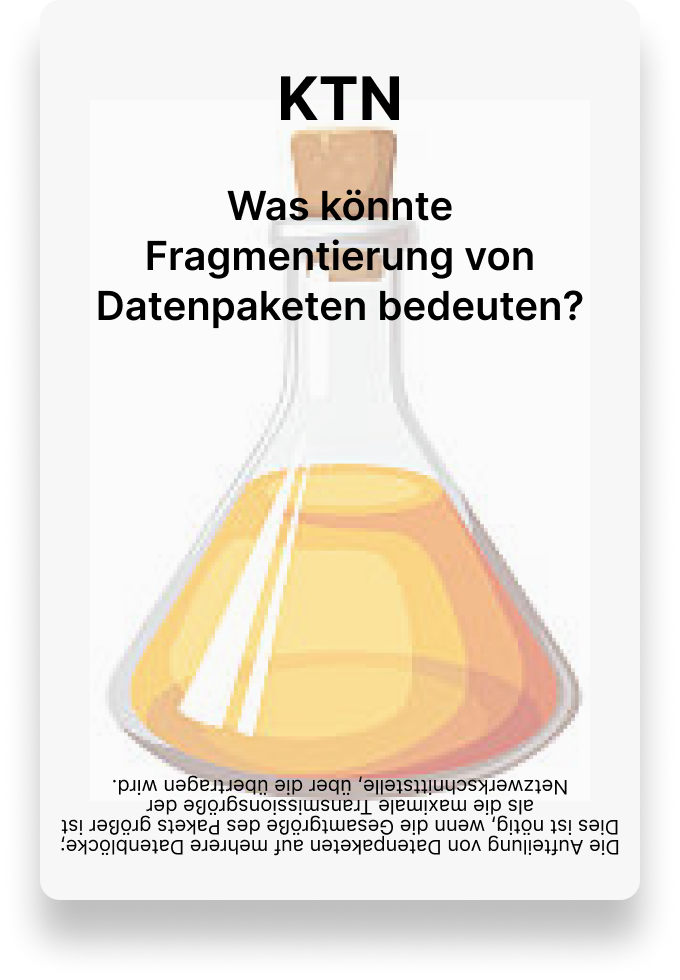 KTN
Was könnte
Fragmentierung von
Datenpaketen bedeuten?
Die Aufteilung von Datenpaketen auf mehrere Datenblöcke;
Dies ist nötig, wenn die Gesamtgröße des Pakets größer ist
als die maximale Transmissionsgröße der
Netzwerkschnittstelle, über die übertragen wird.